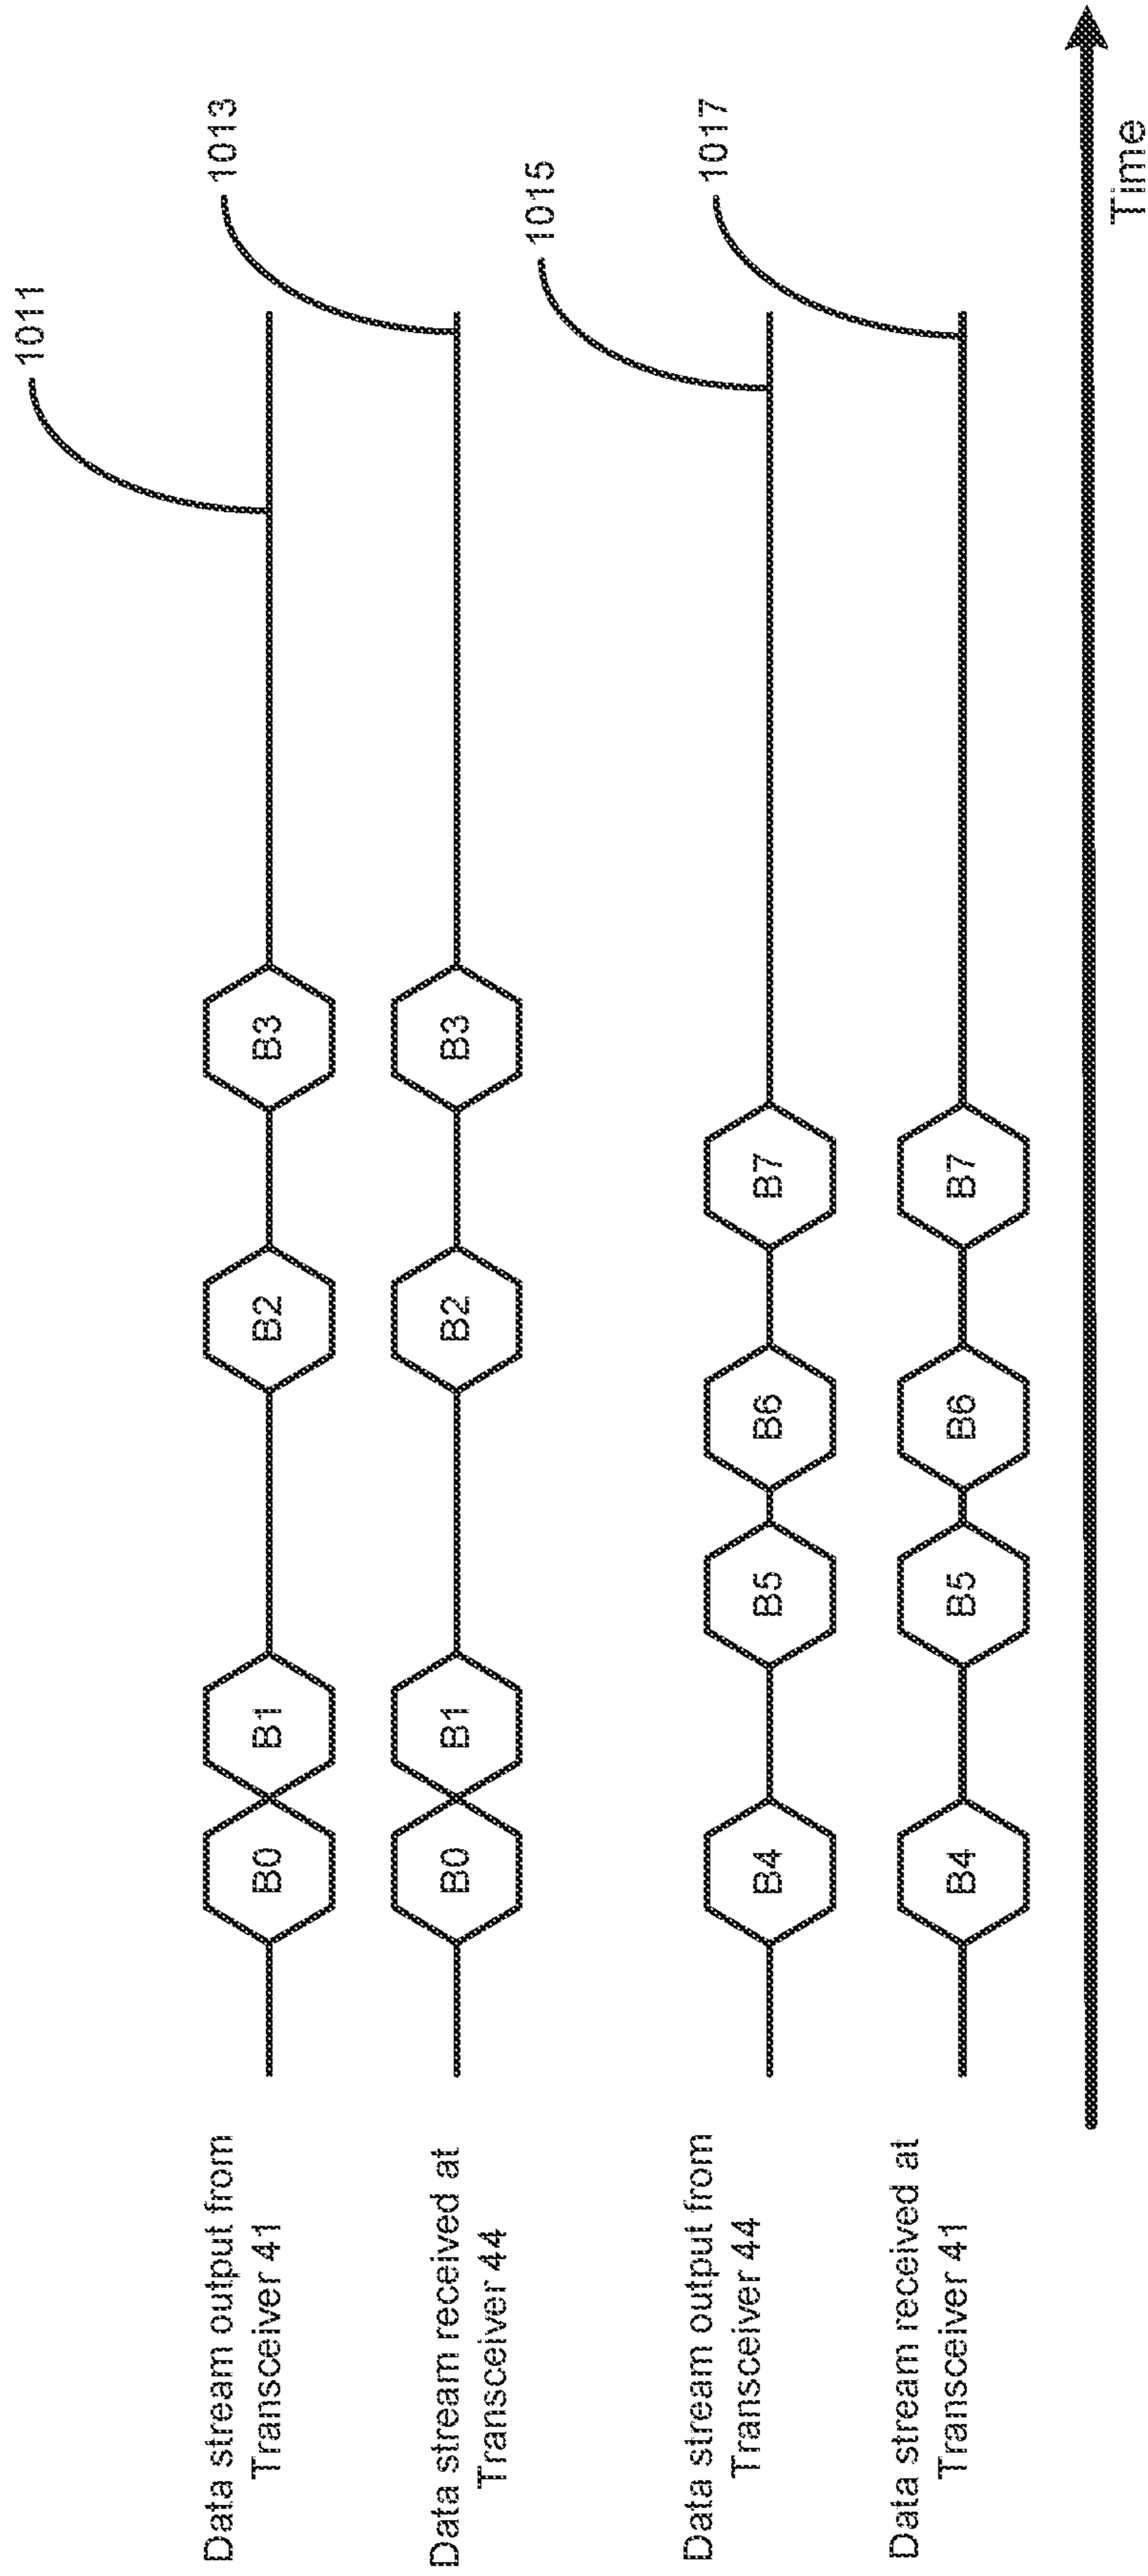 1011
1013
Data stream output from
Transceiver 41
B0
B1
B2
B3
Data stream received at
Transceiver 44
B0
B1
B2
B3
1015
1017
Data stream output from
Transceiver 44
B4
B5
B6
B7
Data stream received at
Transceiver 41
B4
B5
B6
B7
Time